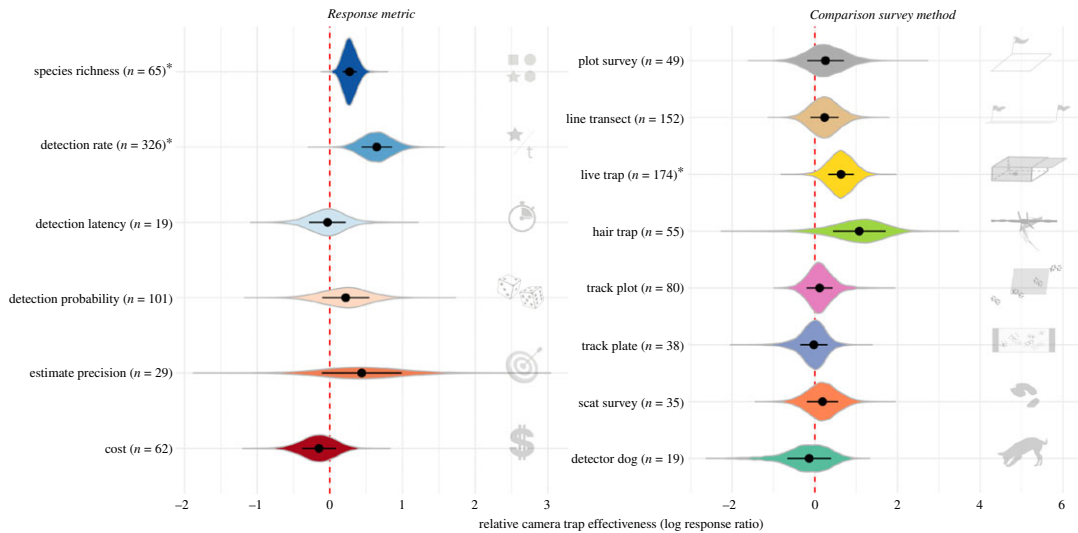 Response metric
species richness (n = 65)*
detection rate (n = 326)*
t
detection latency (n = 19)
detection probability (n = 101)
estimate precision (n = 29)
cost (n = 62)
$
–2 –1 0 1 2 3
Comparison survey method
plot survey (n = 49)
line transect (n = 152)
live trap (n = 174)*
hair trap (n = 55)
track plot (n = 80)
track plate (n = 38)
scat survey (n = 35)
detector dog (n = 19)
–2 0 2 4 6
relative camera trap effectiveness (log response ratio)